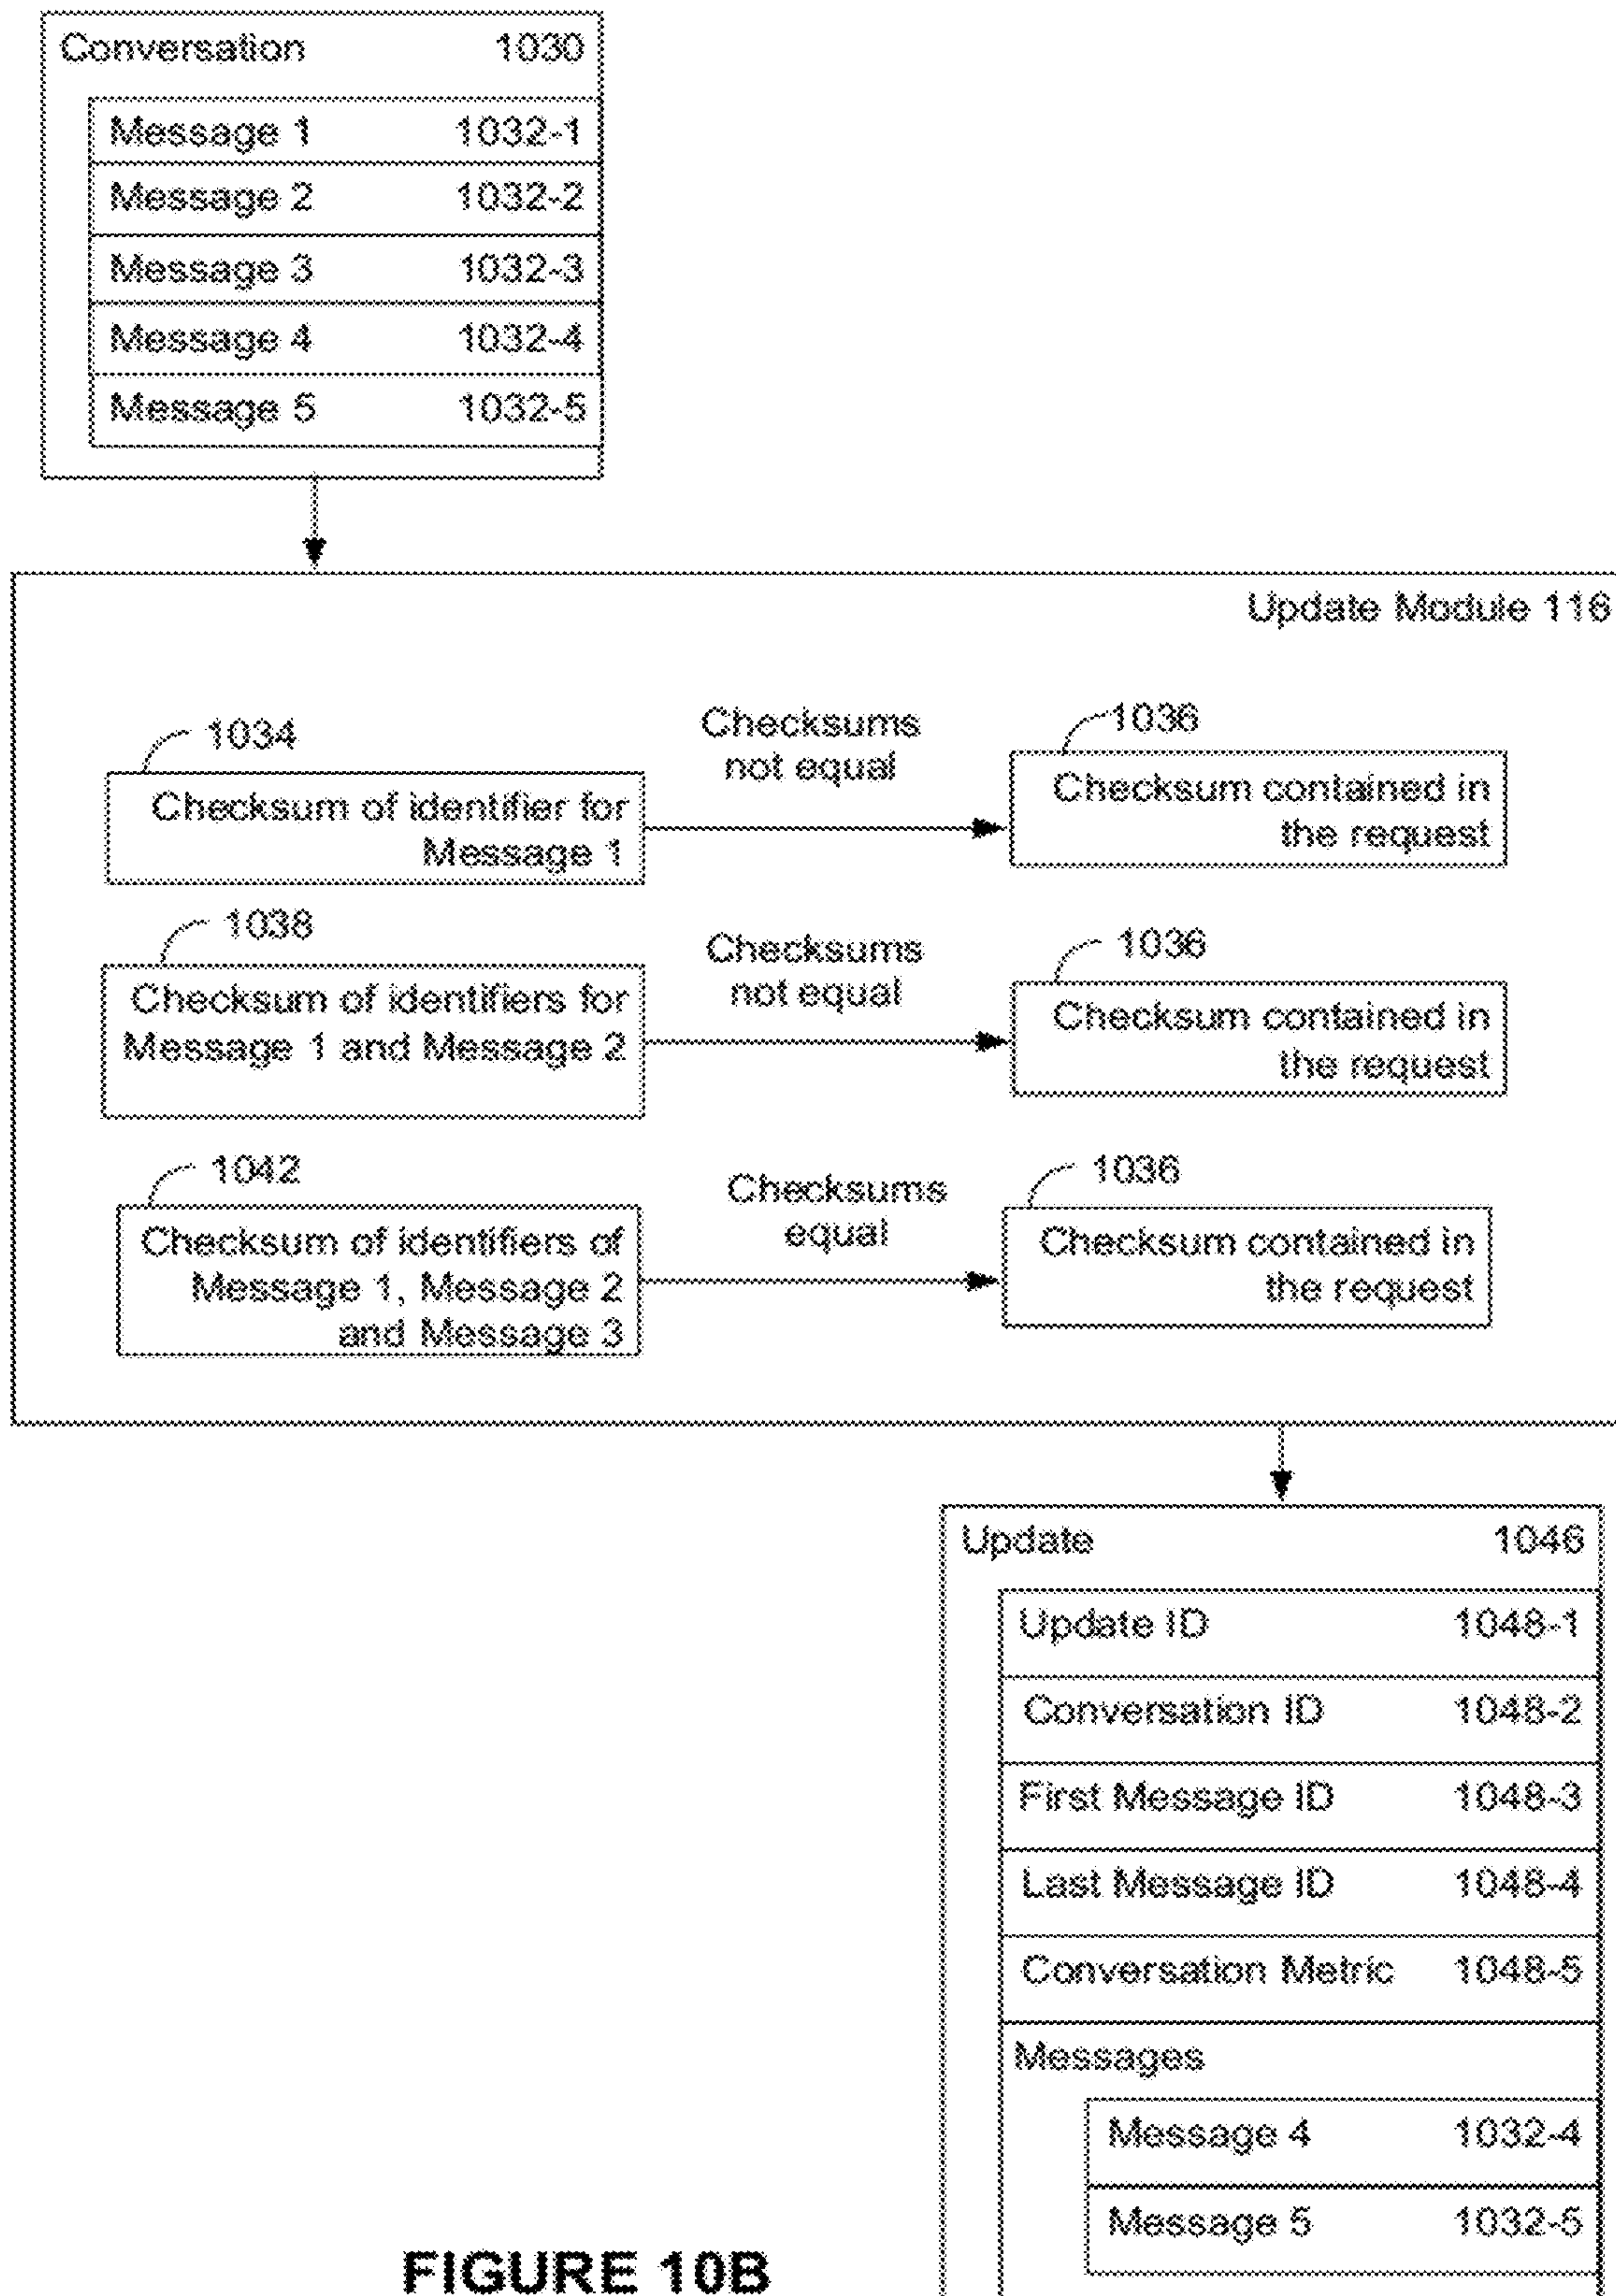 Conversation 1030
Message 1 1032-1
Message 2 1032-2
Message 3 1032-3
Message 4 1032-4
Message 5 1032-5
Update Module 116
1034
Checksums
not equal
1036
Checksum of identifier for
Message 1
Checksum contained in
the request
1038
Checksums
not equal
1036
Checksum of identifiers for
Message 1 and Message 2
Checksum contained in
the request
1042
Checksums
equal
1036
Checksum of identifiers of
Message 1, Message 2
and Message 3
Checksum contained in
the request
Update 1046
Update ID 1048-1
Conversation ID 1048-2
First Message ID 1048-3
Last Message ID 1048-4
Conversation Metric 1048-5
Messages
Message 4 1032-4
Message 5 1032-5
FIGURE 10B